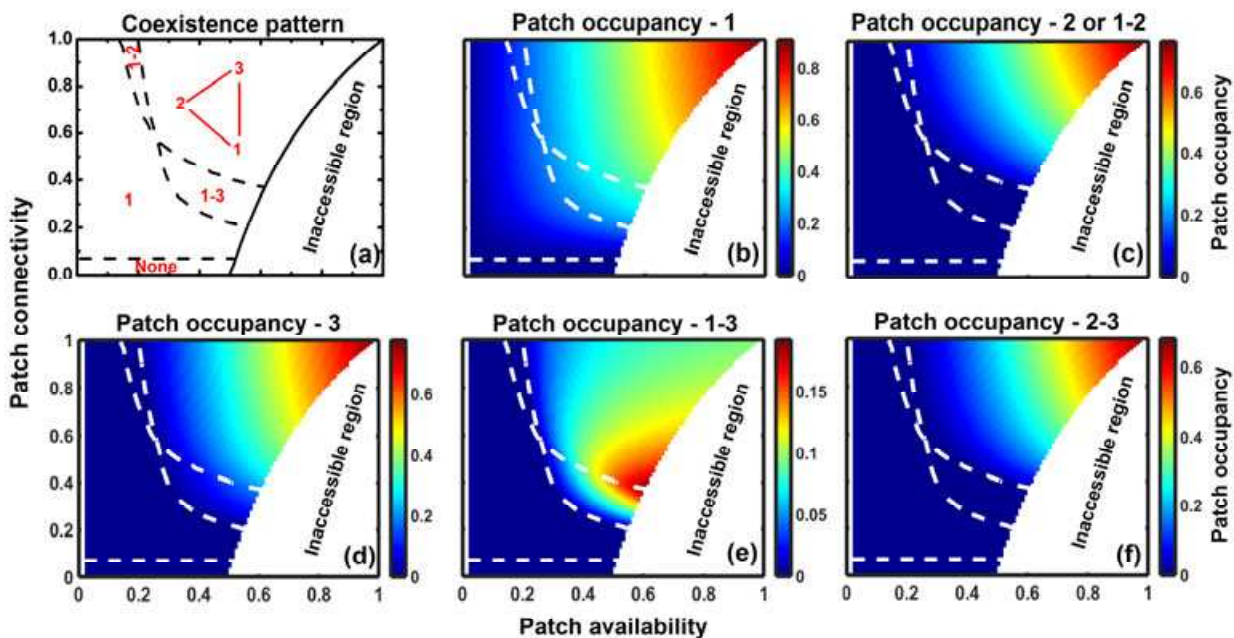 Coexistence pattern
1.0
0.8
0.6
0.4
0.2
0.0
1-2
3
2
1
1
1-3
None
Inaccessible region
(a)
Patch occupancy - 1
Inaccessible region
(b)
0.8
0.6
0.4
0.2
0
Patch occupancy - 2 or 1-2
Inaccessible region
(c)
0.6
0.4
0.2
0
Patch occupancy
Patch connectivity
Patch occupancy - 3
1
0.8
0.6
0.4
0.2
0
Inaccessible region
(d)
0.6
0.4
0.2
0
0 0.2 0.4 0.6 0.8 1
Patch occupancy - 1-3
Inaccessible region
(e)
0.15
0.1
0.05
0
0 0.2 0.4 0.6 0.8 1
Patch occupancy - 2-3
Inaccessible region
(f)
0.6
0.4
0.2
0
Patch occupancy
0 0.2 0.4 0.6 0.8 1
Patch availability